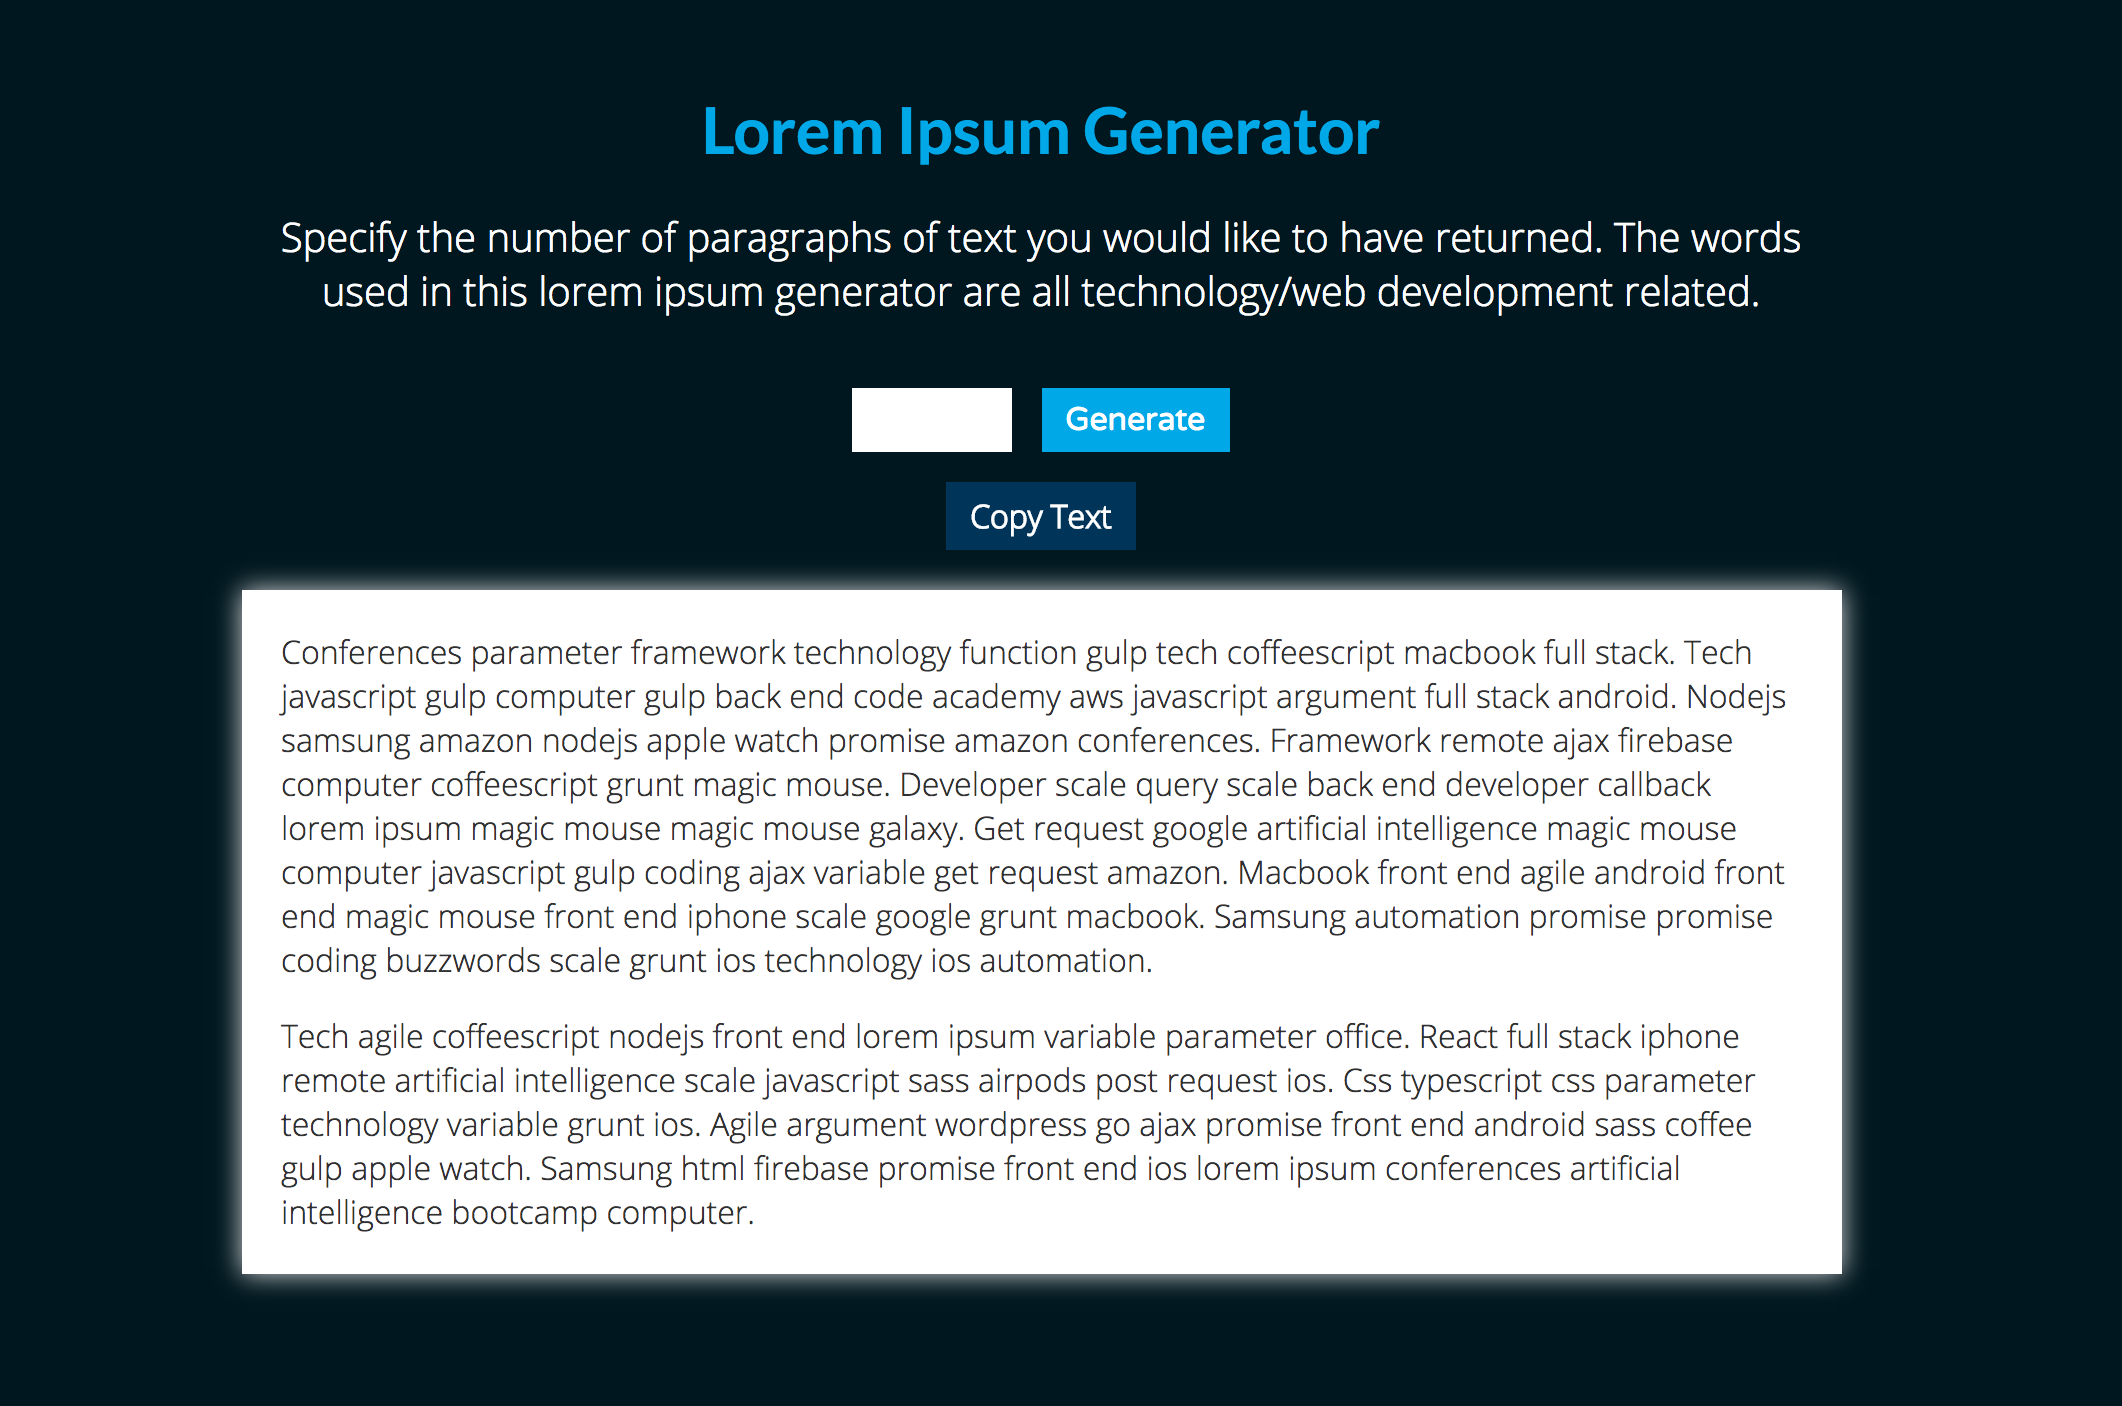 Lorem Ipsum Generator
Specify the number of paragraphs of text you would like to have returned. The words
used in this lorem ipsum generator are all technology/web development related.
Generate
Copy Text
Conferences parameter framework technology function gulp tech coffeescript macbook full stack. Tech
javascript gulp computer gulp back end code academy aws javascript argument full stack android. Nodejs
samsung amazon nodejs apple watch promise amazon conferences. Framework remote ajax firebase
computer coffeescript grunt magic mouse. Developer scale query scale back end developer callback
lorem ipsum magic mouse magic mouse galaxy. Get request google artificial intelligence magic mouse
computer javascript gulp coding ajax variable get request amazon. Macbook front end agile android front
end magic mouse front end iphone scale google grunt macbook. Samsung automation promise promise
coding buzzwords scale grunt ios technology ios automation.
Tech agile coffeescript nodejs front end lorem ipsum variable parameter office. React full stack iphone
remote artificial intelligence scale javascript sass airpods post request ios. Css typescript css parameter
technology variable grunt ios. Agile argument wordpress go ajax promise front end android sass coffee
gulp apple watch. Samsung html firebase promise front end ios lorem ipsum conferences artificial
intelligence bootcamp computer.